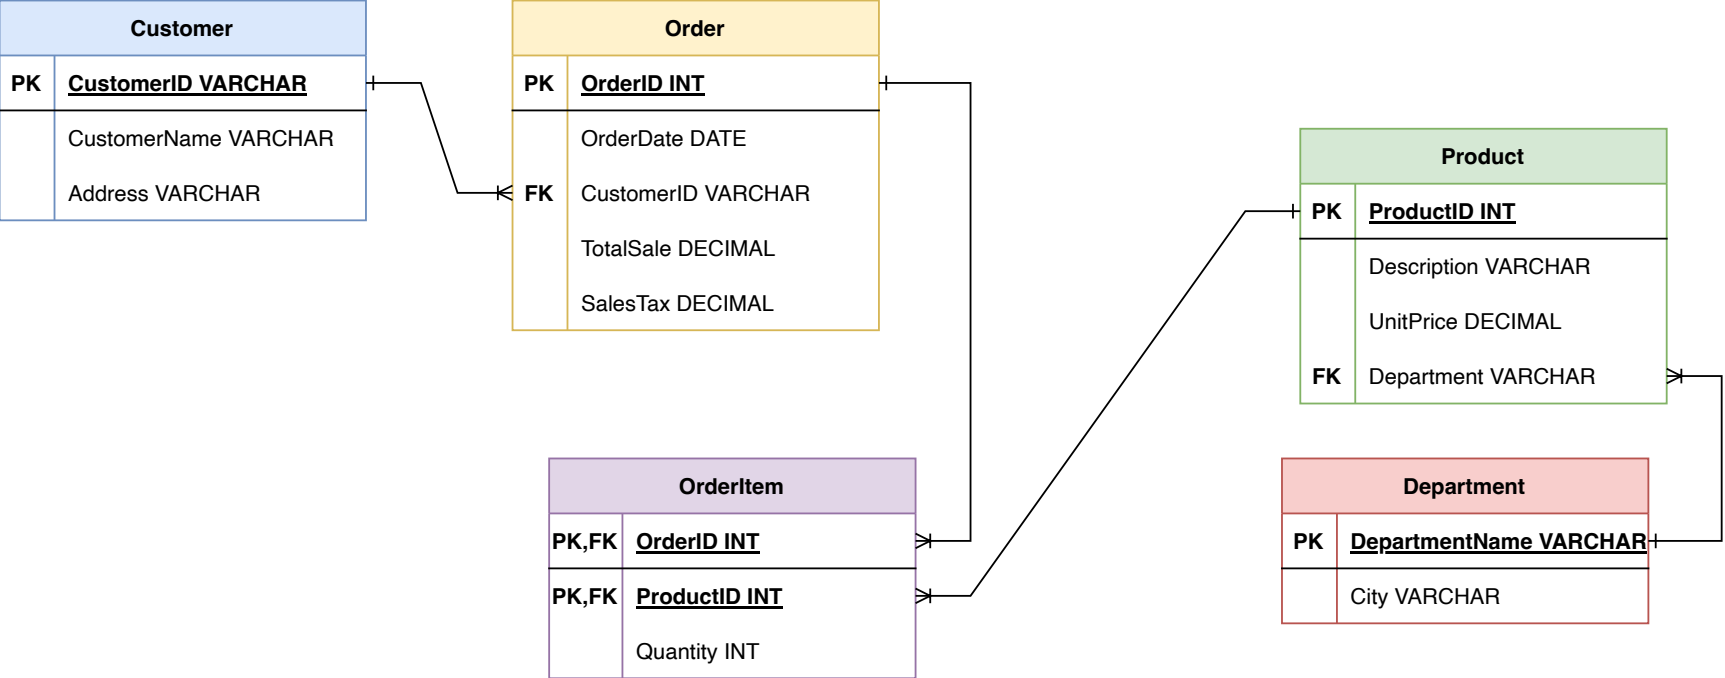 Customer
PK CustomerID VARCHAR
CustomerName VARCHAR
Address VARCHAR
Order
PK OrderID INT
OrderDate DATE
FK CustomerID VARCHAR
TotalSale DECIMAL
SalesTax DECIMAL
Product
PK ProductID INT
Description VARCHAR
UnitPrice DECIMAL
FK Department VARCHAR
OrderItem
PK,FK OrderID INT
PK,FK ProductID INT
Quantity INT
Department
PK DepartmentName VARCHAR
City VARCHAR